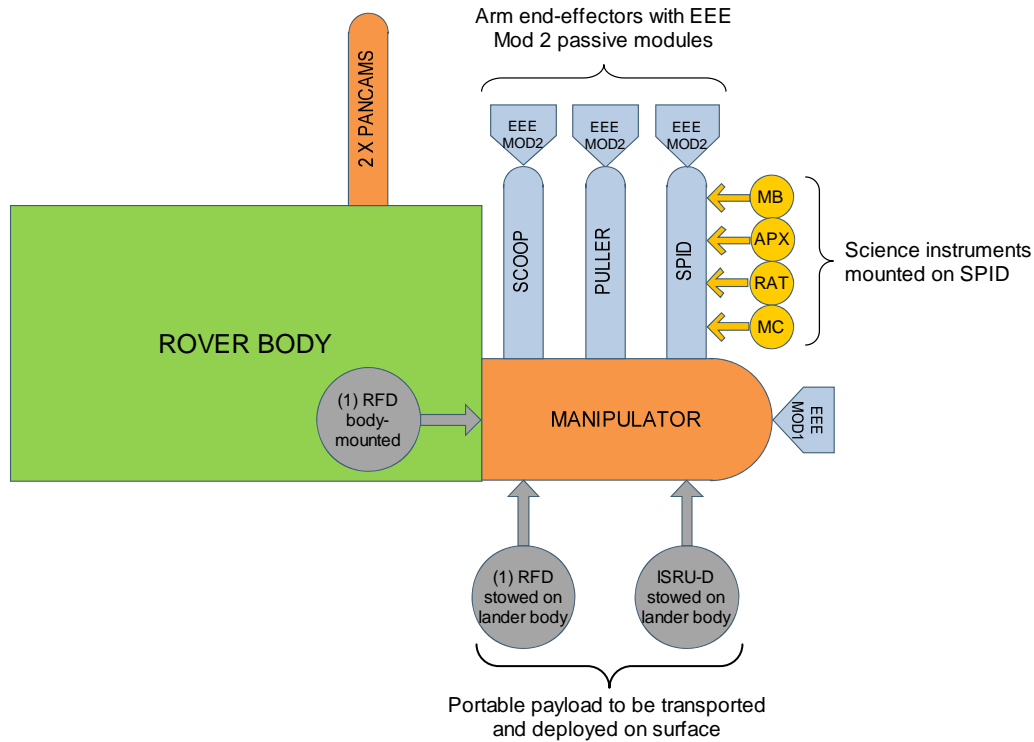 Arm end-effectors with EEE
Mod 2 passive modules
2 X PANCAMS
EEE
MOD2
EEE
MOD2
EEE
MOD2
SCOOP
PULLER
SPID
MB
APX
RAT
MC
Science instruments
mounted on SPID
ROVER BODY
(1) RFD
body-
mounted
MANIPULATOR
EEE
MOD1
(1) RFD
stowed on
lander body
ISRU-D
stowed on
lander body
Portable payload to be transported
and deployed on surface